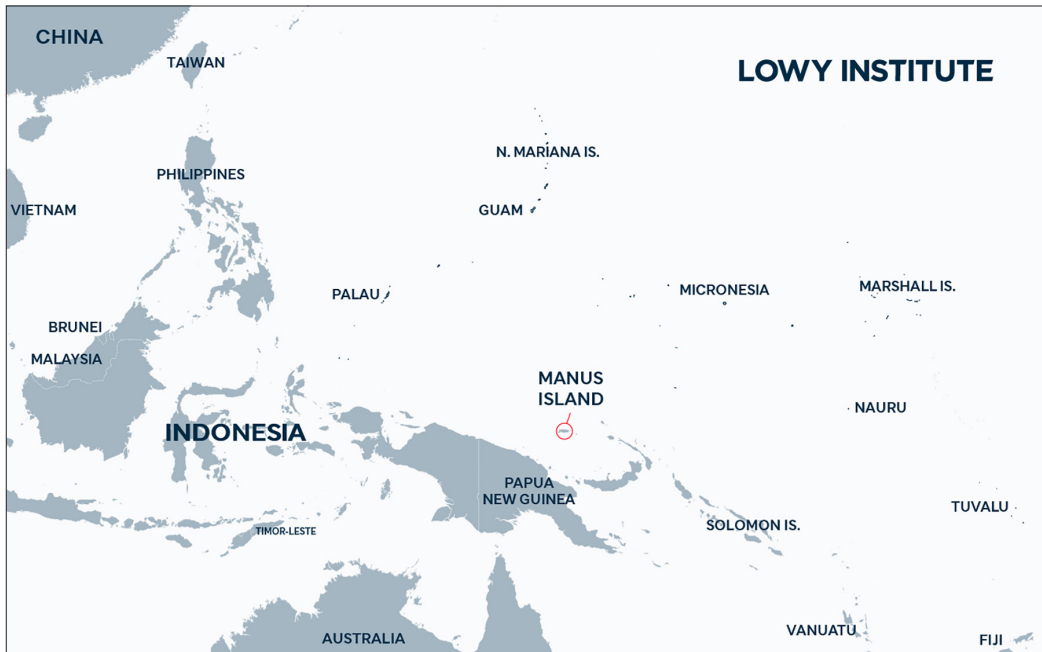 CHINA
TAIWAN
LOWY INSTITUTE
N. MARIANA IS.
PHILIPPINES
VIETNAM
GUAM
PALAU
MICRONESIA
MARSHALL IS.
BRUNEI
MALAYSIA
MANUS
ISLAND
NAURU
INDONESIA
PAPUA
NEW GUINEA
TUVALU
SOLOMON IS.
TIMOR-LESTE
VANUATU
AUSTRALIA
FIJI